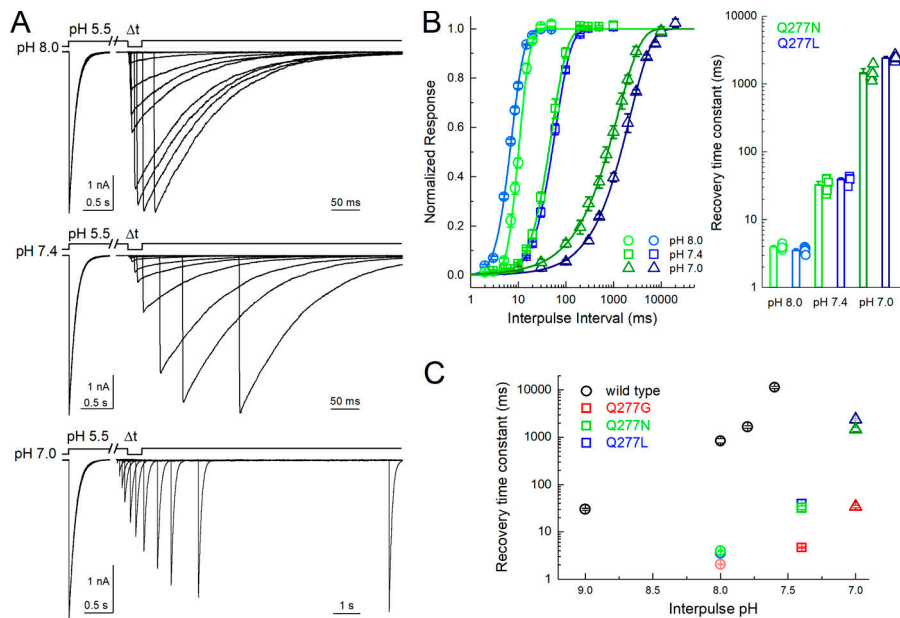 A
pH 5.5 Δt
pH 8.0
1 nA
0.5 s
50 ms
pH 5.5 Δt
pH 7.4
1 nA
0.5 s
50 ms
pH 5.5 Δt
pH 7.0
1 nA
0.5 s
1 s
B
Normalized Response
1.0
0.8
0.6
0.4
0.2
0.0
1 10 100 1000 10000
Interpulse Interval (ms)
pH 8.0
pH 7.4
pH 7.0
Recovery time constant (ms)
10000
1000
100
10
1
Q277N
Q277L
pH 8.0 pH 7.4 pH 7.0
C
Recovery time constant (ms)
10000
1000
100
10
1
wild type
Q277G
Q277N
Q277L
9.0 8.5 8.0 7.5 7.0
Interpulse pH